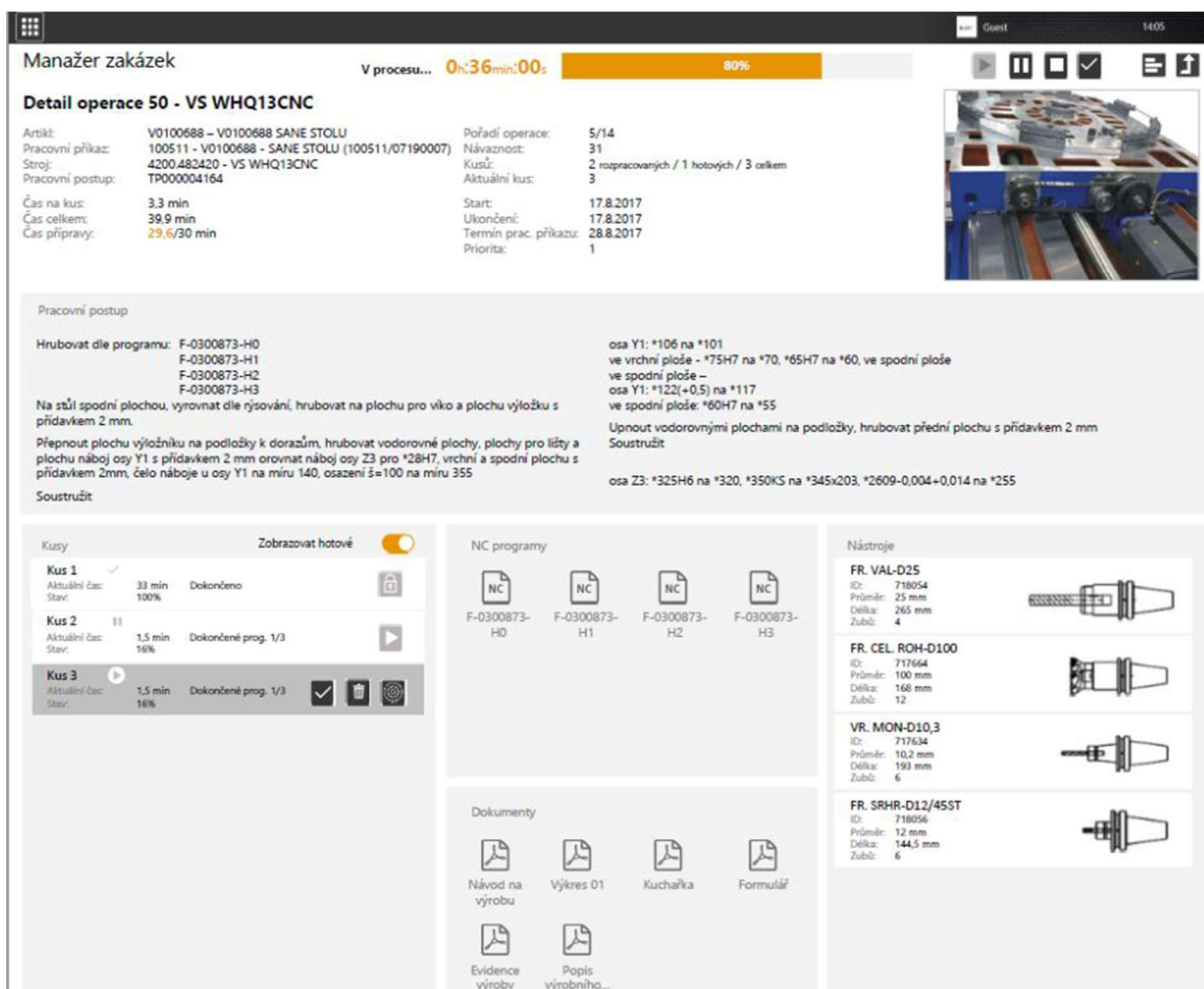 Guest
14:05
Manažer zakázek
V procesu... 0h:36min:00s
80%
Detail operace 50 - VS WHQ13CNC
Artikl: V0100688 – V0100688 SANE STOLU
Pracovní příkaz: 100511 - V0100688 - SANE STOLU (100511/07190007)
Stroj: 4200.482420 - VS WHQ13CNC
Pracovní postup: TP000004164
Čas na kus: 3,3 min
Čas celkem: 39,9 min
Čas přípravy: 29,6/30 min
Pořadí operace: 5/14
Návaznost: 31
Kusů: 2 rozpracovaných / 1 hotových / 3 celkem
Aktuální kus: 3
Start: 17.8.2017
Ukončení: 17.8.2017
Termín prac. příkazu: 28.8.2017
Priorita: 1
Pracovní postup
Hrubovat dle programu: F-0300873-H0
F-0300873-H1
F-0300873-H2
F-0300873-H3
Na stůl spodní plochou, vyrovnat dle rýsování, hrubovat na plochu pro víko a plochu výložku s
přídavkem 2 mm.
Přepnout plochu výložníku na podložky k dorazům, hrubovat vodorovné plochy, plochy pro lišty a
plochu náboj osy Y1 s přídavkem 2 mm orovnat náboj osy Z3 pro *28H7, vrchní a spodní plochu s
přídavkem 2mm, čelo náboje u osy Y1 na míru 140, osazení š=100 na míru 355
Soustružit
osa Y1: *106 na *101
ve vrchní ploše - *75H7 na *70, *65H7 na *60, ve spodní ploše
ve spodní ploše –
osa Y1: *122(+0,5) na *117
ve spodní ploše: *60H7 na *55
Upnout vodorovnými plochami na podložky, hrubovat přední plochu s přídavkem 2 mm
Soustružit
osa Z3: *325H6 na *320, *350KS na *345x203, *2609-0,004+0,014 na *255
Kusy
Zobrazovat hotové
Kus 1
Aktuální čas: 33 min Dokončeno
Stav: 100%
Kus 2
Aktuální čas: 1,5 min Dokončené prog. 1/3
Stav: 16%
Kus 3
Aktuální čas: 1,5 min Dokončené prog. 1/3
Stav: 16%
NC programy
NC NC NC NC
F-0300873-H0
F-0300873-H1
F-0300873-H2
F-0300873-H3
Dokumenty
Návod na výrobu
Výkres 01
Kuchařka
Formulář
Evidence výroby
Popis výrobního...
Nástroje
FR. VAL-D25
ID: 718054
Průměr: 25 mm
Délka: 265 mm
Zubů: 4
FR. CEL. ROH-D100
ID: 717664
Průměr: 100 mm
Délka: 168 mm
Zubů: 12
VR. MON-D10,3
ID: 717634
Průměr: 10,2 mm
Délka: 193 mm
Zubů: 6
FR. SRHR-D12/45ST
ID: 718056
Průměr: 12 mm
Délka: 144,5 mm
Zubů: 6